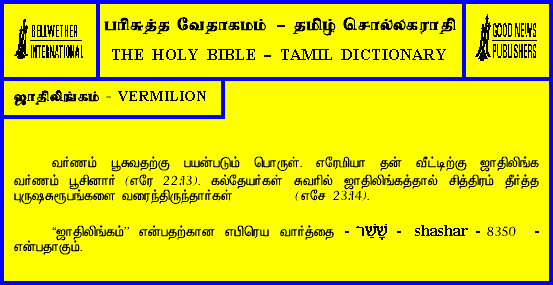 BELLWETHER
INTERNATIONAL
பரிசுத்த வேதாகமம் – தமிழ் சொல்லகராதி
THE HOLY BIBLE – TAMIL DICTIONARY
GOOD NEWS
PUBLISHERS
ஜாதிலிங்கம் - VERMILION
வர்ணம் பூசுவதற்கு பயன்படும் பொருள். எரேமியா தன் வீட்டிற்கு ஜாதிலிங்க
வர்ணம் பூசினார் (எரே 22:13). கல்தேயர்கள் சுவரில் ஜாதிலிங்கத்தால் சித்திரம் தீர்த்த
புருஷசுரூபங்களை வரைந்திருந்தார்கள் (எசே 23:14).
“ஜாதிலிங்கம்” என்பதற்கான எபிரெய வார்த்தை - שָׁשַׁר - shashar - 8350 -
என்பதாகும்.